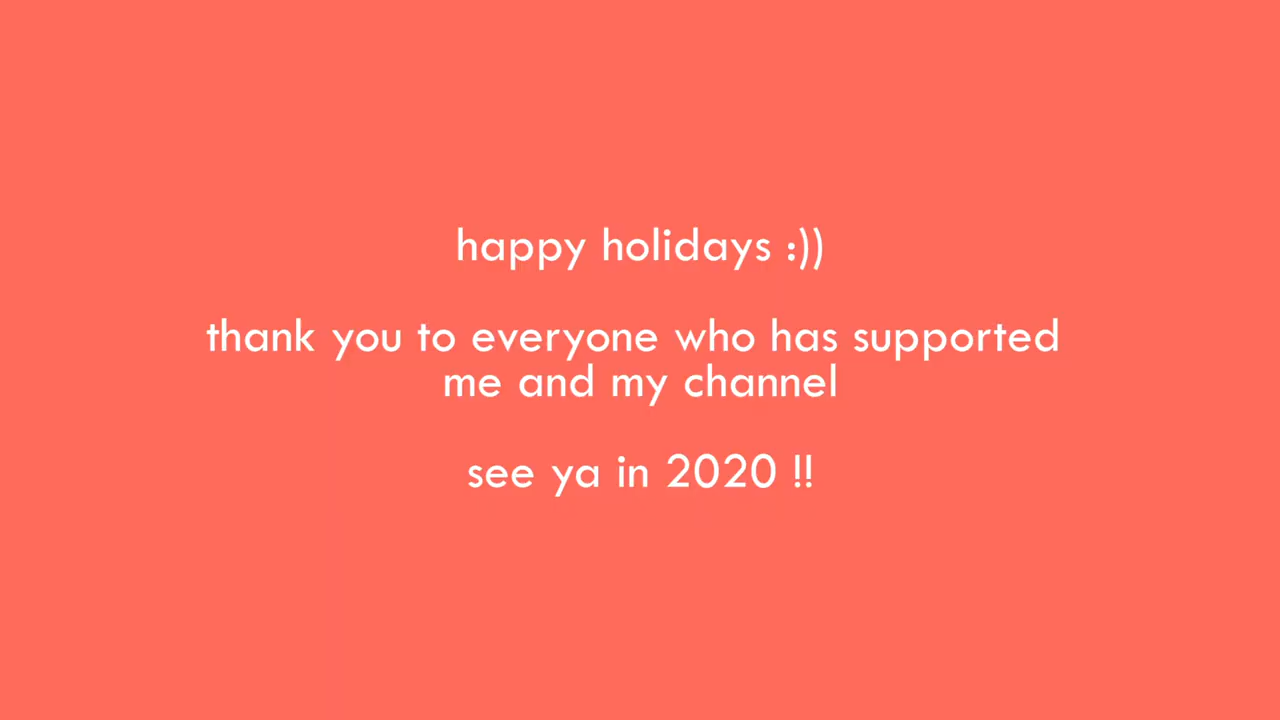 happy holidays :))
thank you to everyone who has supported
me and my channel
see ya in 2020 !!